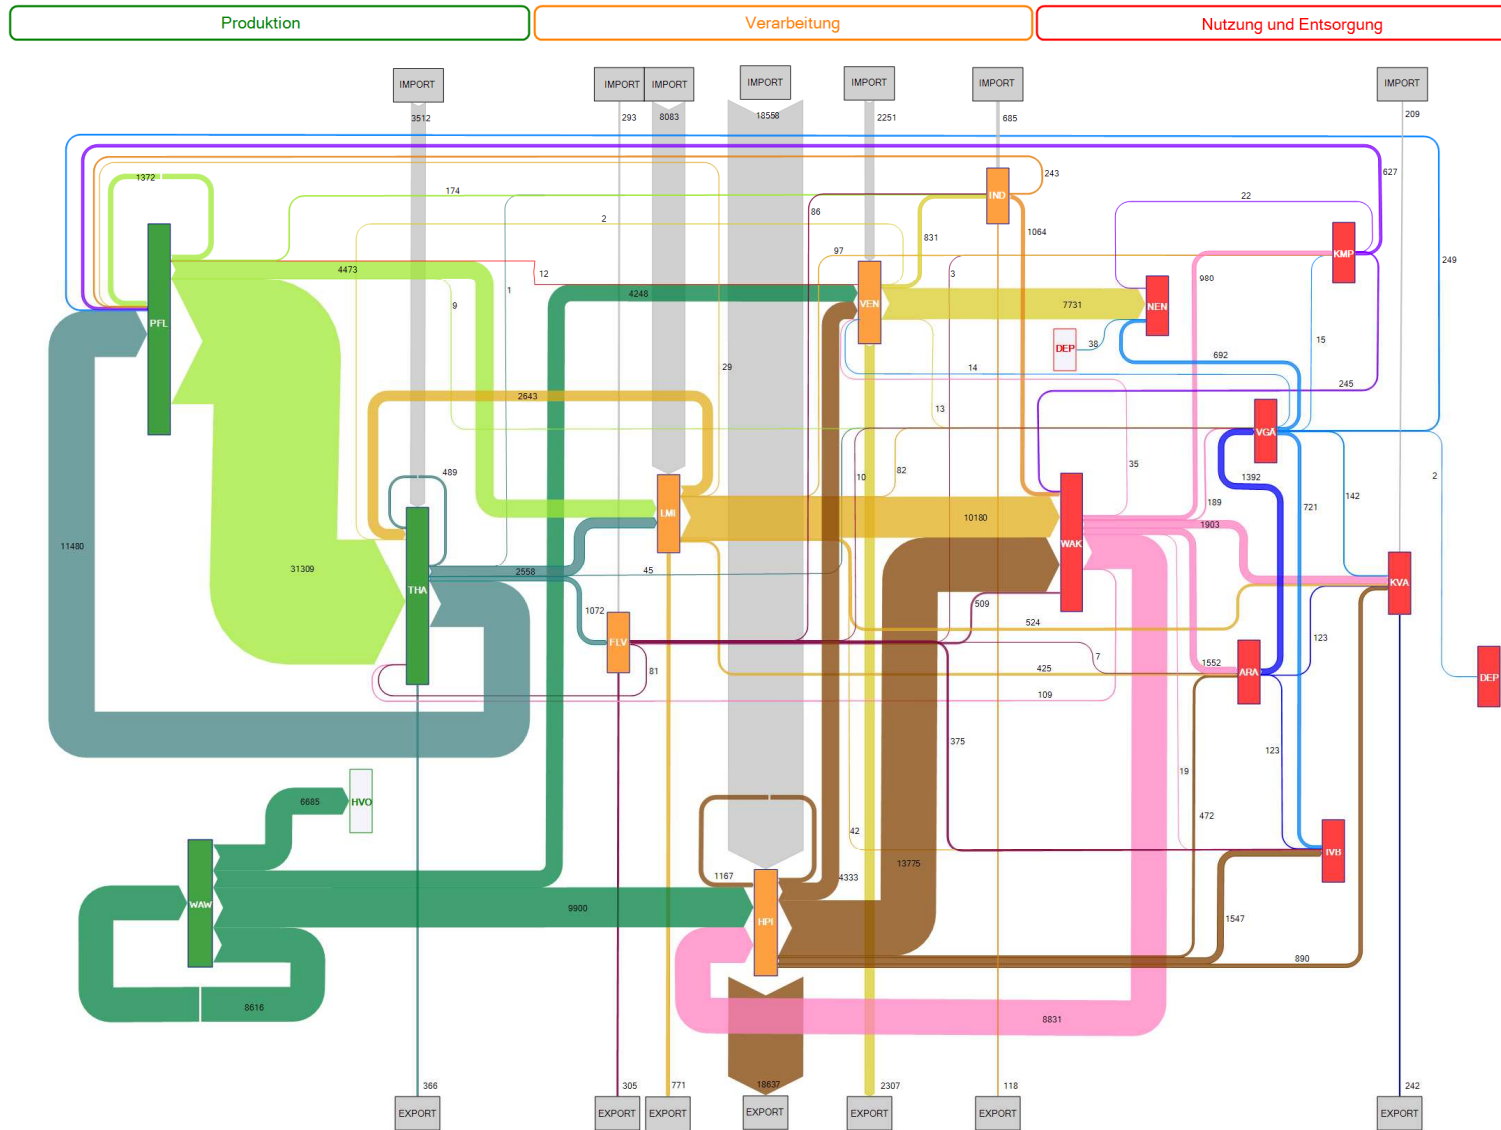 Produktion Verarbeitung Nutzung und Entsorgung
IMPORT IMPORT IMPORT IMPORT IMPORT IMPORT IMPORT
3512 293 8083 18558 2251 685 209
1372 174 2 86 243 22 627
IND
831 1064
KMP
4473 12 97 3 980 249
9 1 4248 VEN 7731 NEN
PFL DEP 38 692 15
29 14 245
2643 13 VGA
489 10 82 35 1392 2
189 721 142
11480 31309 LMI 10180 1903
THA 2558 45 WAK KVA
1072 509
FLV 524 123
81 425 7 1552 ARA DEP
109
375 123
19
HVO
6685 472
42 IVB
1167 4333 13775
WAW 9900 HPI 1547
890
8616 8831
366 305 771 18637 2307 118 242
EXPORT EXPORT EXPORT EXPORT EXPORT EXPORT EXPORT